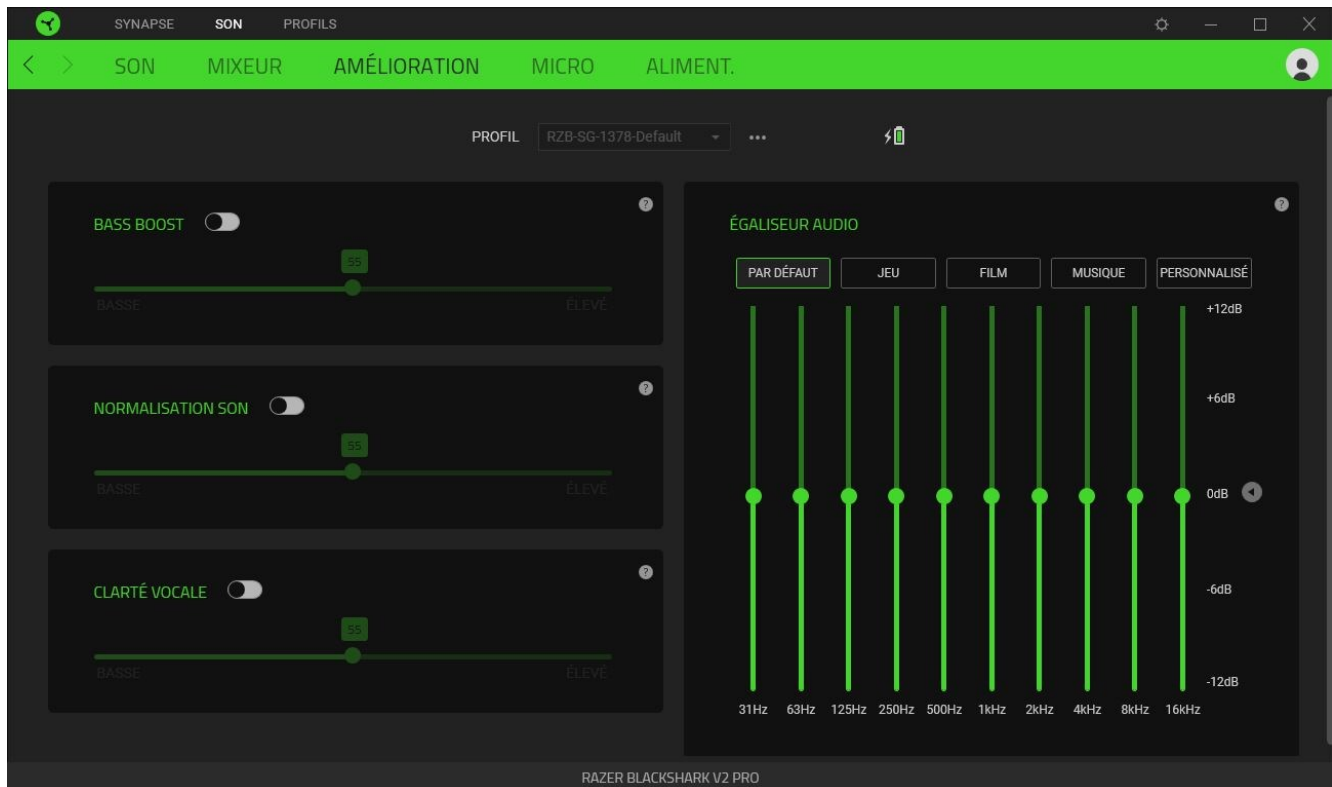 SYNAPSE SON PROFILS
SON MIXEUR AMÉLIORATION MICRO ALIMENT.
PROFIL RZB-SG-1378-Default
BASS BOOST
55
BASSE ÉLEVÉ
NORMALISATION SON
55
BASSE ÉLEVÉ
CLARTÉ VOCALE
55
BASSE ÉLEVÉ
ÉGALISEUR AUDIO
PAR DÉFAUT JEU FILM MUSIQUE PERSONNALISÉ
+12dB
+6dB
0dB
-6dB
-12dB
31Hz 63Hz 125Hz 250Hz 500Hz 1kHz 2kHz 4kHz 8kHz 16kHz
RAZER BLACKSHARK V2 PRO